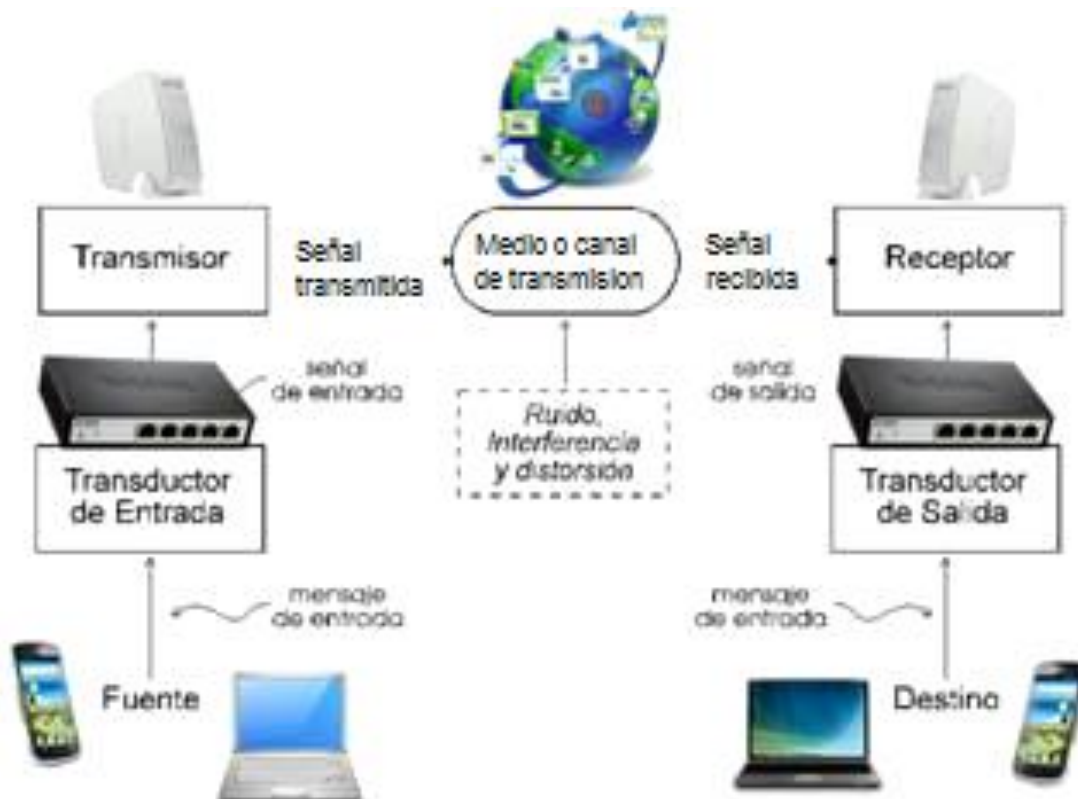 Transmisor
Señal
transmitida
Medio o canal
de transmision
Señal
recibida
Receptor
señal
de entrada
Ruido,
Interferencia
y distorsión
señal
de salida
Transductor
de Entrada
Transductor
de Salida
mensaje
de entrada
mensaje
de entrada
Fuente
Destino